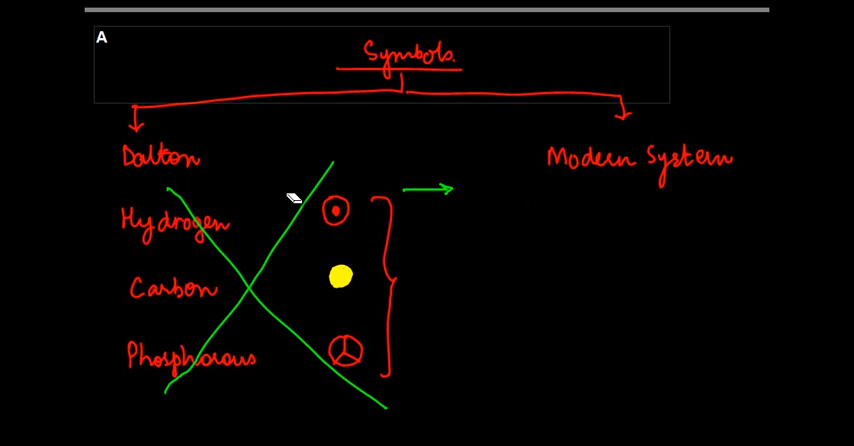 A
Symbols.
Dalton
Modern System
Hydrogen
Carbon
Phosphorous